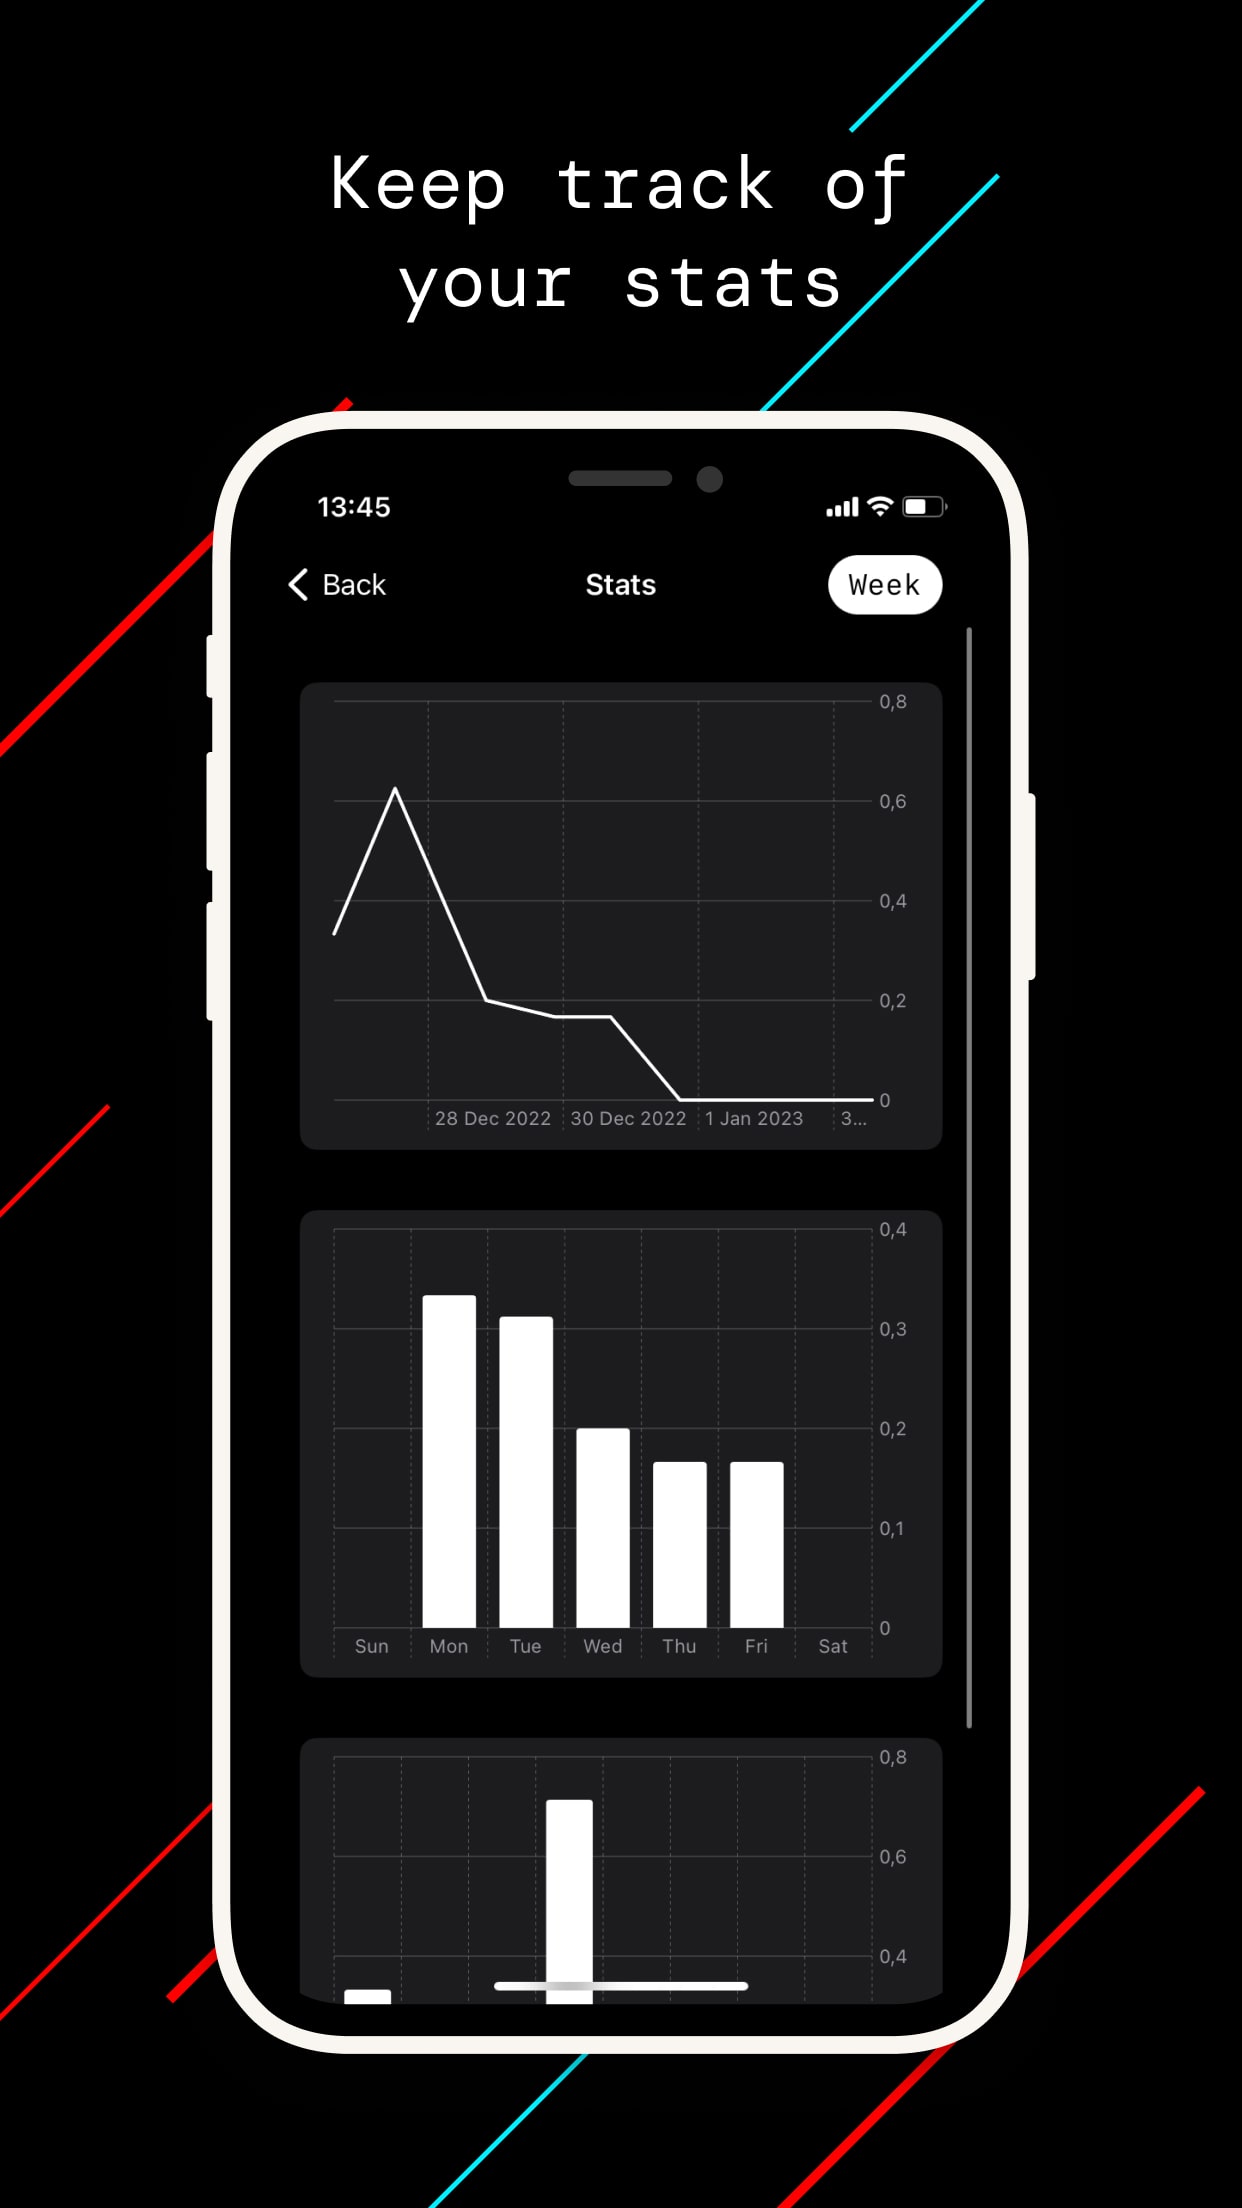 Keep track of
your stats
13:45
Back
Stats
Week
0,8
0,6
0,4
0,2
0
28 Dec 2022
30 Dec 2022
1 Jan 2023
3...
0,4
0,3
0,2
0,1
0
Sun
Mon
Tue
Wed
Thu
Fri
Sat
0,8
0,6
0,4